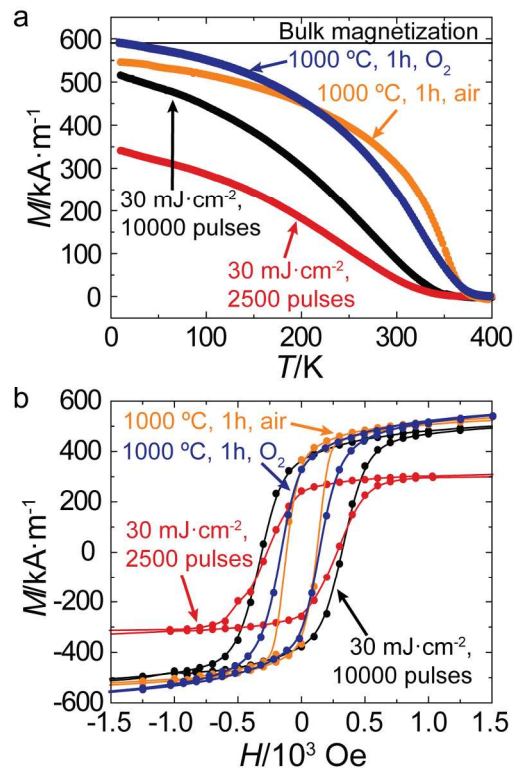 a
Bulk magnetization
600
500
400
300
200
100
0
M/kA·m-1
1000 ºC, 1h, O2
1000 ºC, 1h, air
30 mJ·cm-2,
10000 pulses
30 mJ·cm-2,
2500 pulses
0 100 200 300 400
T/K
b
600
400
200
0
-200
-400
-600
M/kA·m-1
1000 ºC, 1h, air
1000 ºC, 1h, O2
30 mJ·cm-2,
2500 pulses
30 mJ·cm-2,
10000 pulses
-1.5 -1.0 -0.5 0 0.5 1.0 1.5
H/103 Oe